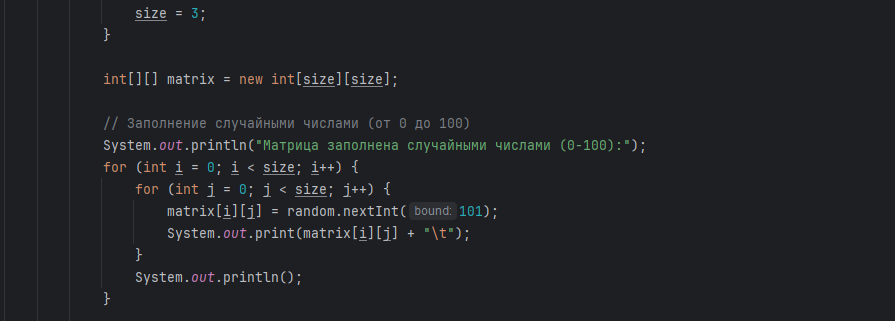 size = 3;
}
int[][] matrix = new int[size][size];
// Заполнение случайными числами (от 0 до 100)
System.out.println("Матрица заполнена случайными числами (0-100):");
for (int i = 0; i < size; i++) {
for (int j = 0; j < size; j++) {
matrix[i][j] = random.nextInt( bound: 101);
System.out.print(matrix[i][j] + "\t");
}
System.out.println();
}